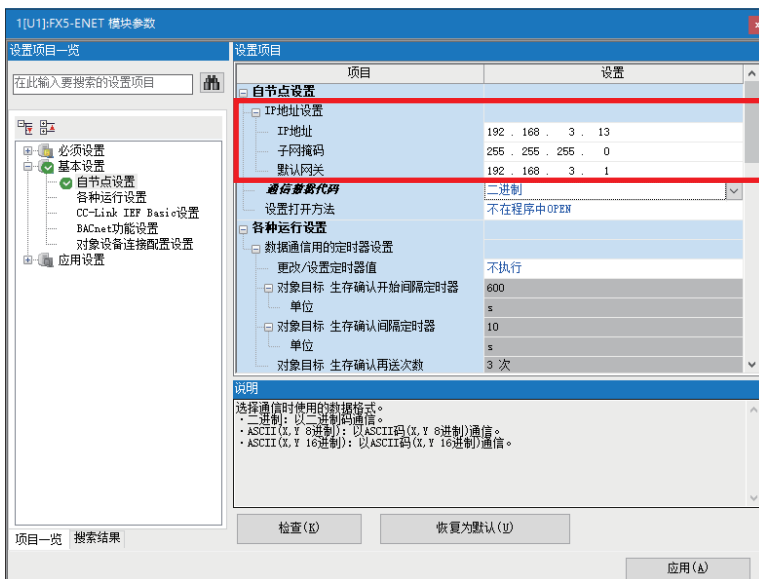 1[U1]:FX5-ENET 模块参数
设置项目一览
在此输入要搜索的设置项目
必须设置
基本设置
自节点设置
各种运行设置
CC-Link IEF Basic设置
BACnet功能设置
对象设备连接配置设置
应用设置
项目一览 搜索结果
设置项目
项目 设置
自节点设置
IP地址设置
IP地址 192 . 168 . 3 . 13
子网掩码 255 . 255 . 255 . 0
默认网关 192 . 168 . 3 . 1
通信数据代码 二进制
设置打开方法 不在程序中OPEN
各种运行设置
数据通信用的定时器设置
更改/设置定时器值 不执行
对象目标 生存确认开始间隔定时器 600
单位 s
对象目标 生存确认间隔定时器 10
单位 s
对象目标 生存确认再送次数 3 次
说明
选择通信时使用的数据格式。
・二进制: 以二进制码通信。
・ASCII(X,Y 8进制): 以ASCII码(X,Y 8进制)通信。
・ASCII(X,Y 16进制): 以ASCII码(X,Y 16进制)通信。
检查(K) 恢复为默认(U)
应用(A)